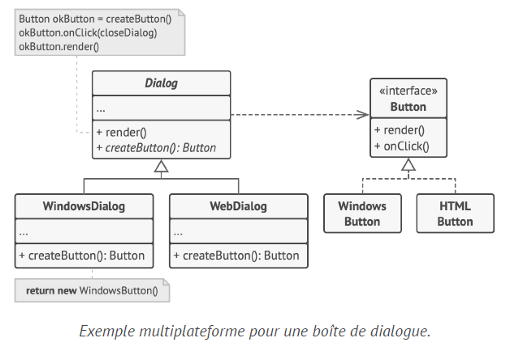 Button okButton = createButton()
okButton.onClick(closeDialog)
okButton.render()
Dialog
...
+ render()
+ createButton(): Button
«interface»
Button
+ render()
+ onClick()
WindowsDialog
...
+ createButton(): Button
WebDialog
...
+ createButton(): Button
Windows
Button
HTML
Button
return new WindowsButton()
Exemple multiplateforme pour une boîte de dialogue.